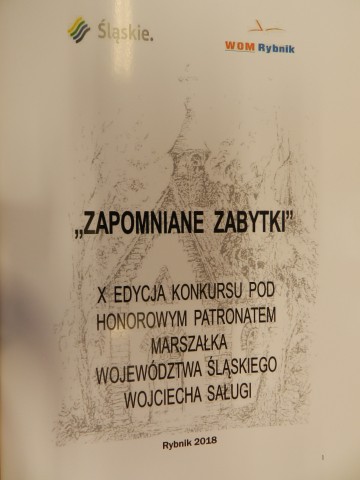 Śląskie.
WOM Rybnik
„ZAPOMNIANE ZABYTKI”
X EDYCJA KONKURSU POD
HONOROWYM PATRONATEM
MARSZAŁKA
WOJEWÓDZTWA ŚLĄSKIEGO
WOJCIECHA SAŁUGI
Rybnik 2018